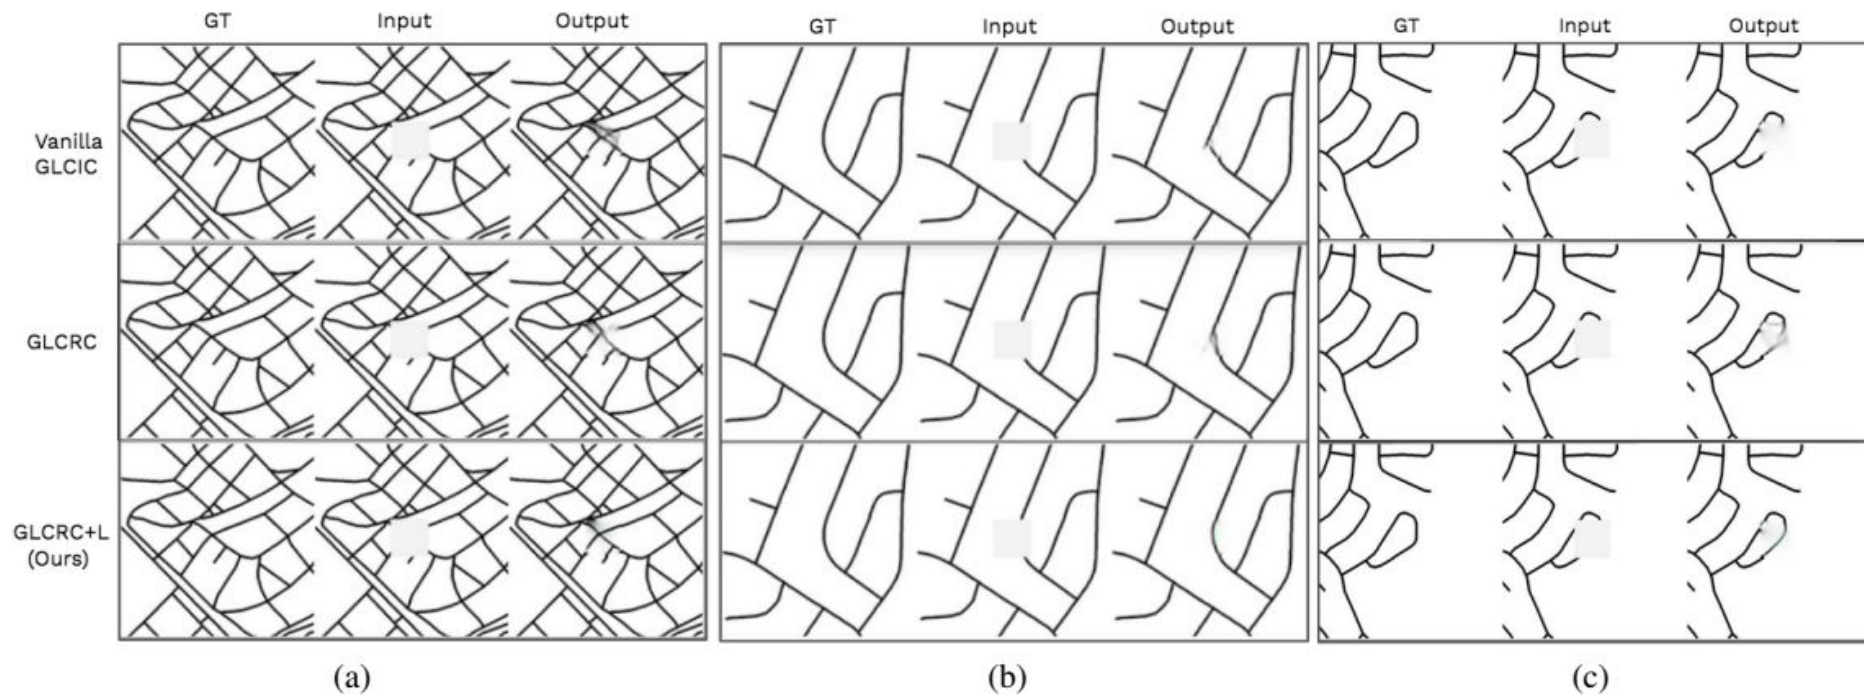 GT Input Output GT Input Output GT Input Output
Vanilla
GLCIC
GLCRC
GLCRC+L
(Ours)
(a) (b) (c)